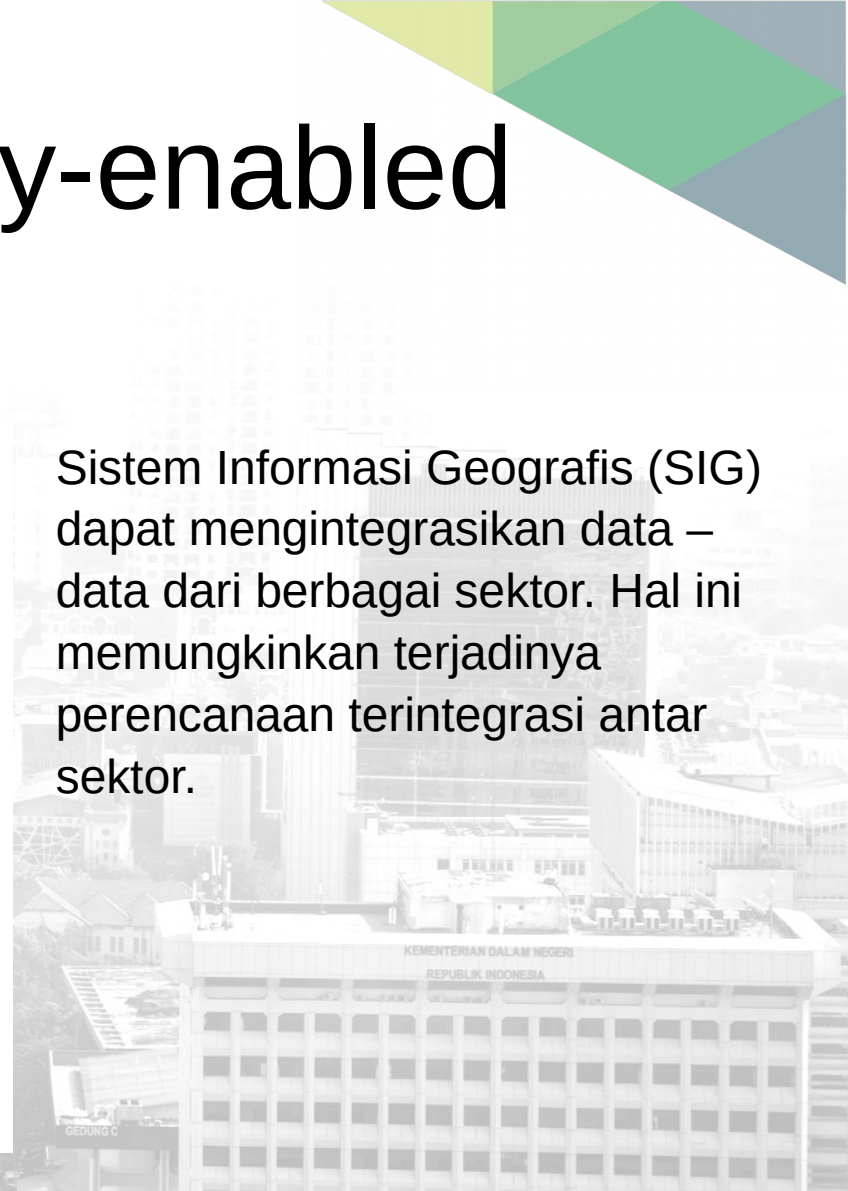 y-enabled
Sistem Informasi Geografis (SIG)
dapat mengintegrasikan data –
data dari berbagai sektor. Hal ini
memungkinkan terjadinya
perencanaan terintegrasi antar
sektor.
KEMENTERIAN DALAM NEGERI
REPUBLIK INDONESIA
GEDUNG C